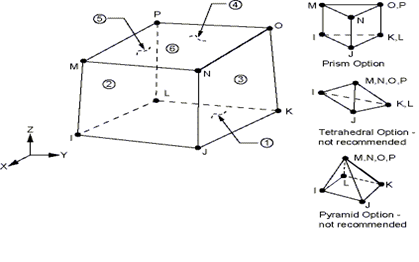 P
⑤
④
O
⑥
M
N
②
③
L
K
I
①
J
Z
Y
X
M
O,P
N
I
K,L
J
Prism Option
M,N,O,P
I
K,L
J
Tetrahedral Option -
not recommended
M,N,O,P
I
L
K
J
Pyramid Option -
not recommended